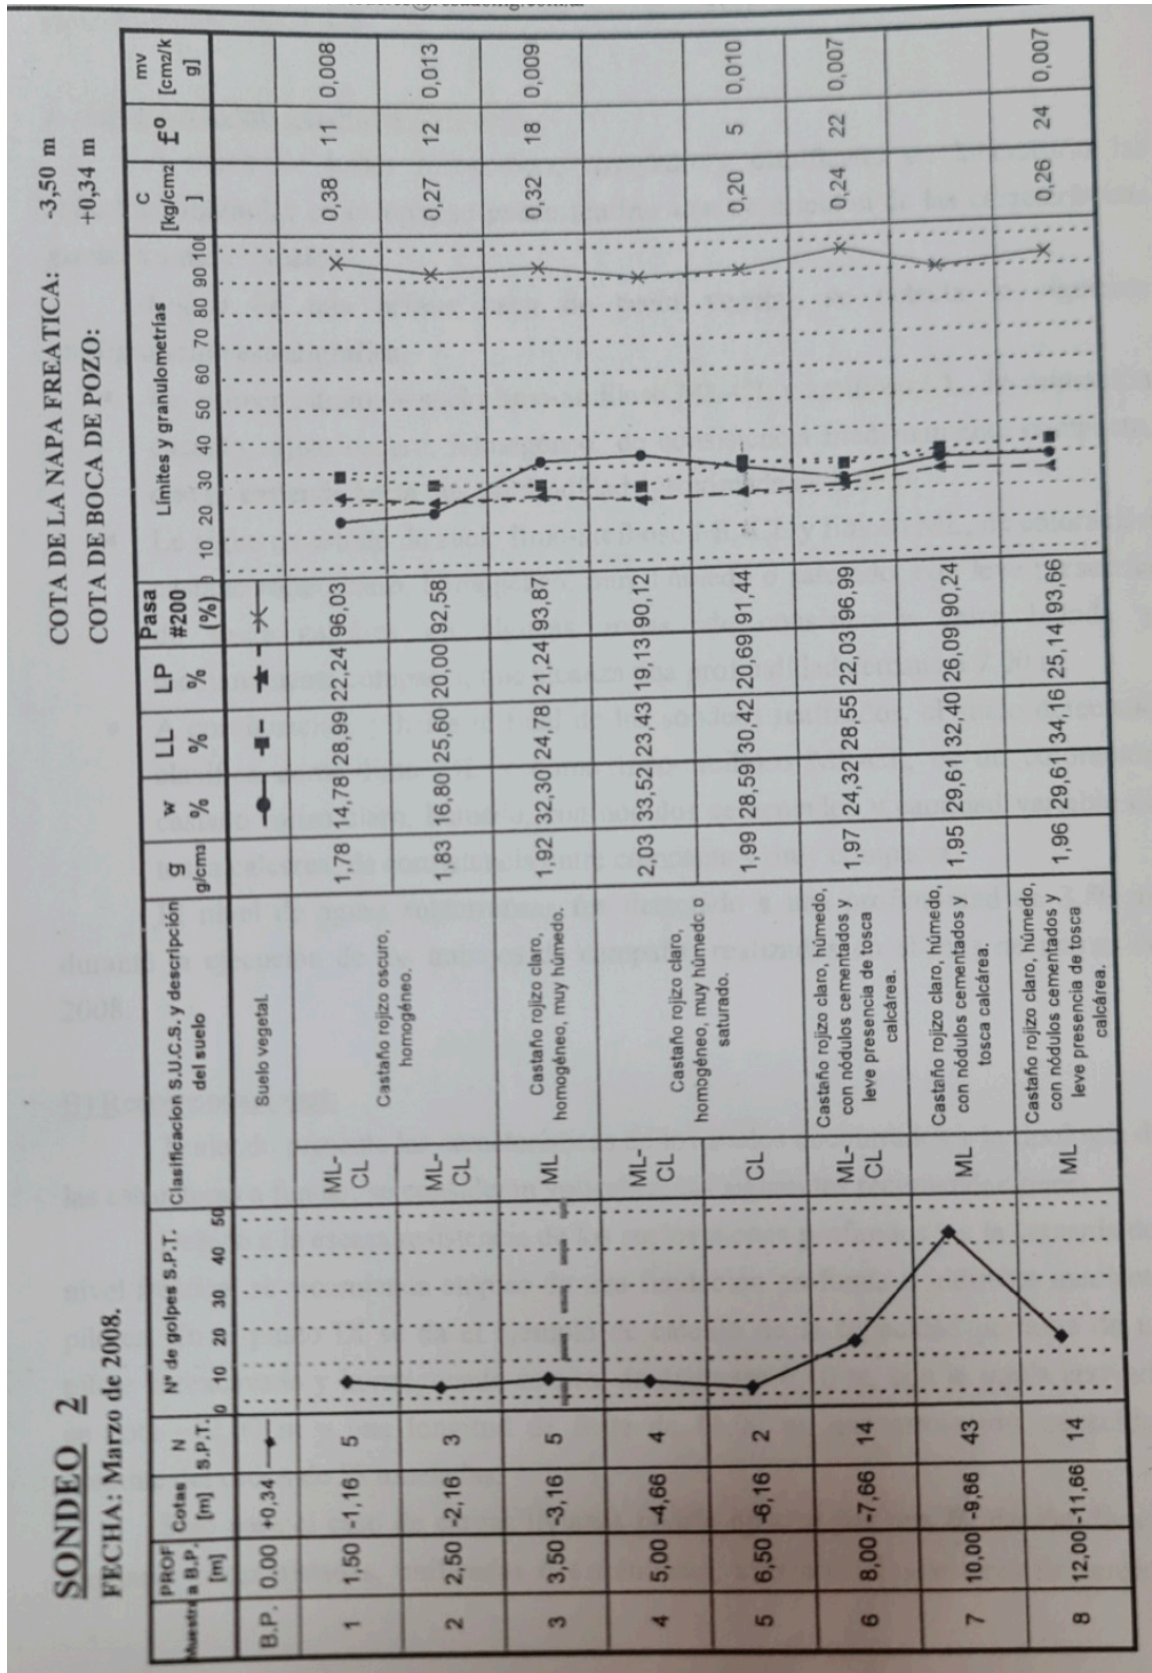 SONDEO 2
FECHA: Marzo de 2008.
COTA DE LA NAPA FREATICA: -3,50 m
COTA DE BOCA DE POZO: +0,34 m
Muestra PROF a B.P. [m] Cotas [m] N S.P.T. Nº de golpes S.P.T. Clasificacion S.U.C.S. y descripción del suelo g g/cm3 w % LL % LP % Pasa #200 (%) Límites y granulometrías C [kg/cm2] £º mv [cm2/kg]
0 10 20 30 40 50
0 10 20 30 40 50 60 70 80 90 100
B.P. 0,00 +0,34 Suelo vegetal.
1 1,50 -1,16 5 ML-CL 1,78 14,78 28,99 22,24 96,03 0,38 11 0,008
Castaño rojizo oscuro,
homogéneo.
2 2,50 -2,16 3 ML-CL 1,83 16,80 25,60 20,00 92,58 0,27 12 0,013
3 3,50 -3,16 5 ML Castaño rojizo claro,
homogéneo, muy húmedo. 1,92 32,30 24,78 21,24 93,87 0,32 18 0,009
4 5,00 -4,66 4 ML-CL 2,03 33,52 23,43 19,13 90,12
Castaño rojizo claro,
homogéneo, muy húmedo o
saturado.
5 6,50 -6,16 2 CL 1,99 28,59 30,42 20,69 91,44 0,20 5 0,010
6 8,00 -7,66 14 ML-CL Castaño rojizo claro, húmedo,
con nódulos cementados y
leve presencia de tosca
calcárea. 1,97 24,32 28,55 22,03 96,99 0,24 22 0,007
7 10,00 -9,66 43 ML Castaño rojizo claro, húmedo,
con nódulos cementados y
tosca calcárea. 1,95 29,61 32,40 26,09 90,24
8 12,00 -11,66 14 ML Castaño rojizo claro, húmedo,
con nódulos cementados y
leve presencia de tosca
calcárea. 1,96 29,61 34,16 25,14 93,66 0,26 24 0,007